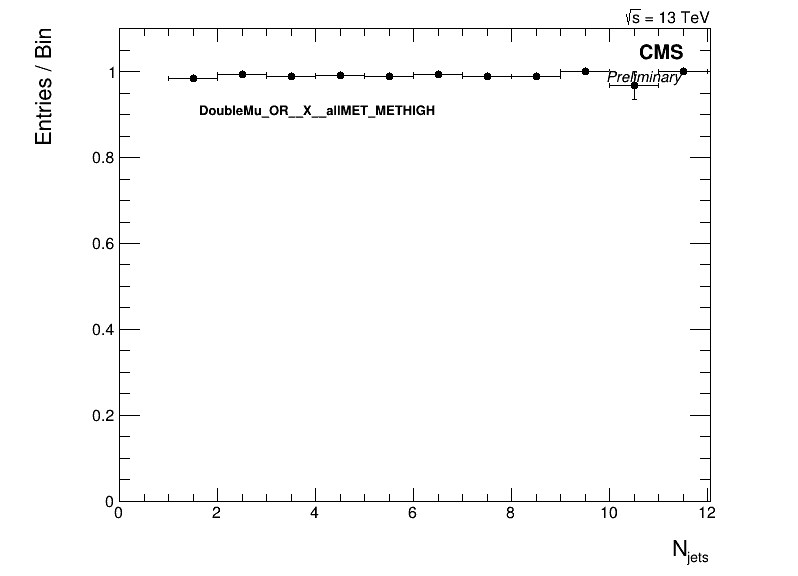 √s = 13 TeV
CMS
Preliminary
DoubleMu_OR__X__allMET_METHIGH
Entries / Bin
1
0.8
0.6
0.4
0.2
0
0 2 4 6 8 10 12
N_jets